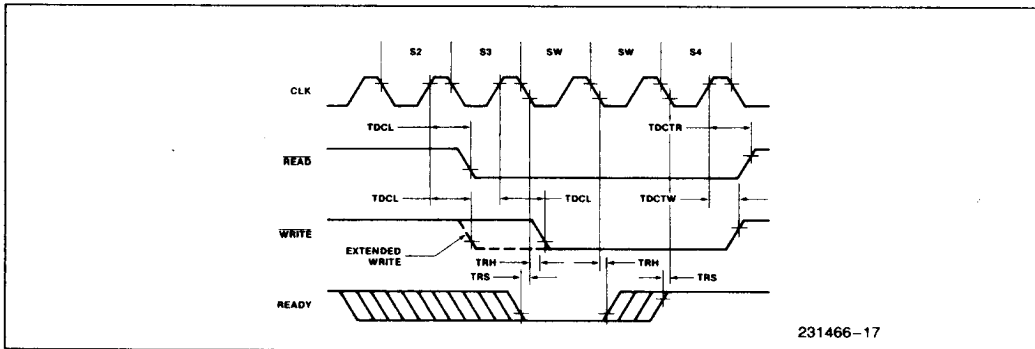 S2 S3 SW SW S4
CLK
TDCL TDCTR
READ
TDCL TDCL TDCTW
WRITE
EXTENDED
WRITE
TRH TRH
TRS TRS
READY
231466-17